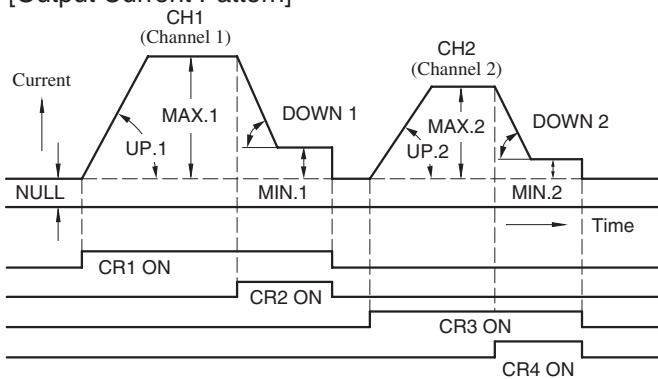 [Output Current Pattern]
CH1
(Channel 1)
CH2
(Channel 2)
Current
MAX.1
DOWN 1
UP.1
MAX.2
DOWN 2
UP.2
NULL
MIN.1
MIN.2
Time
CR1 ON
CR2 ON
CR3 ON
CR4 ON